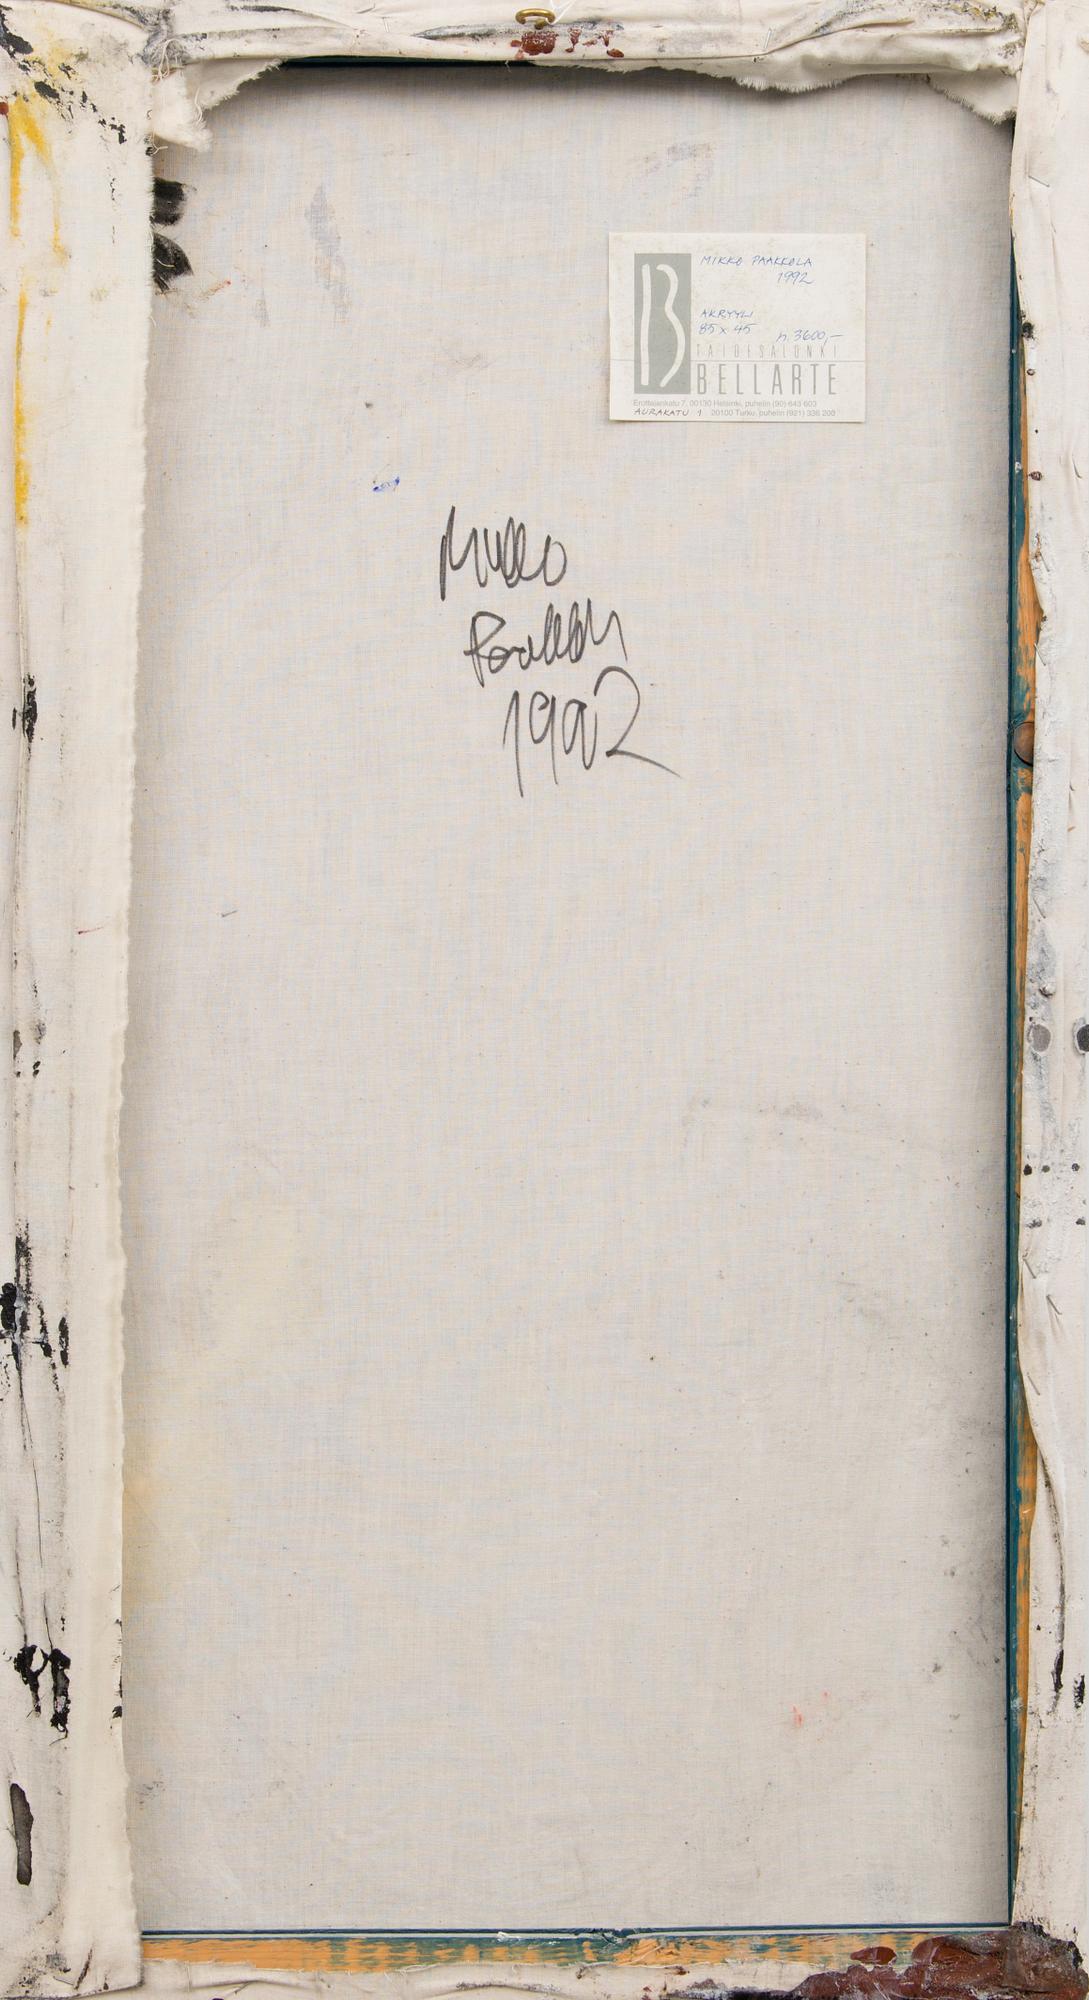 MIKKO PAAKKOLA
1992
AKRYYLI
85 x 45 h. 3600,-
TAIDESALONKI
B BELLARTE
Erottajankatu 7, 00130 Helsinki, puhelin (90) 643 603
AURAKATU 1 20100 Turku, puhelin (921) 336 200
Mikko
Paakkola
1992